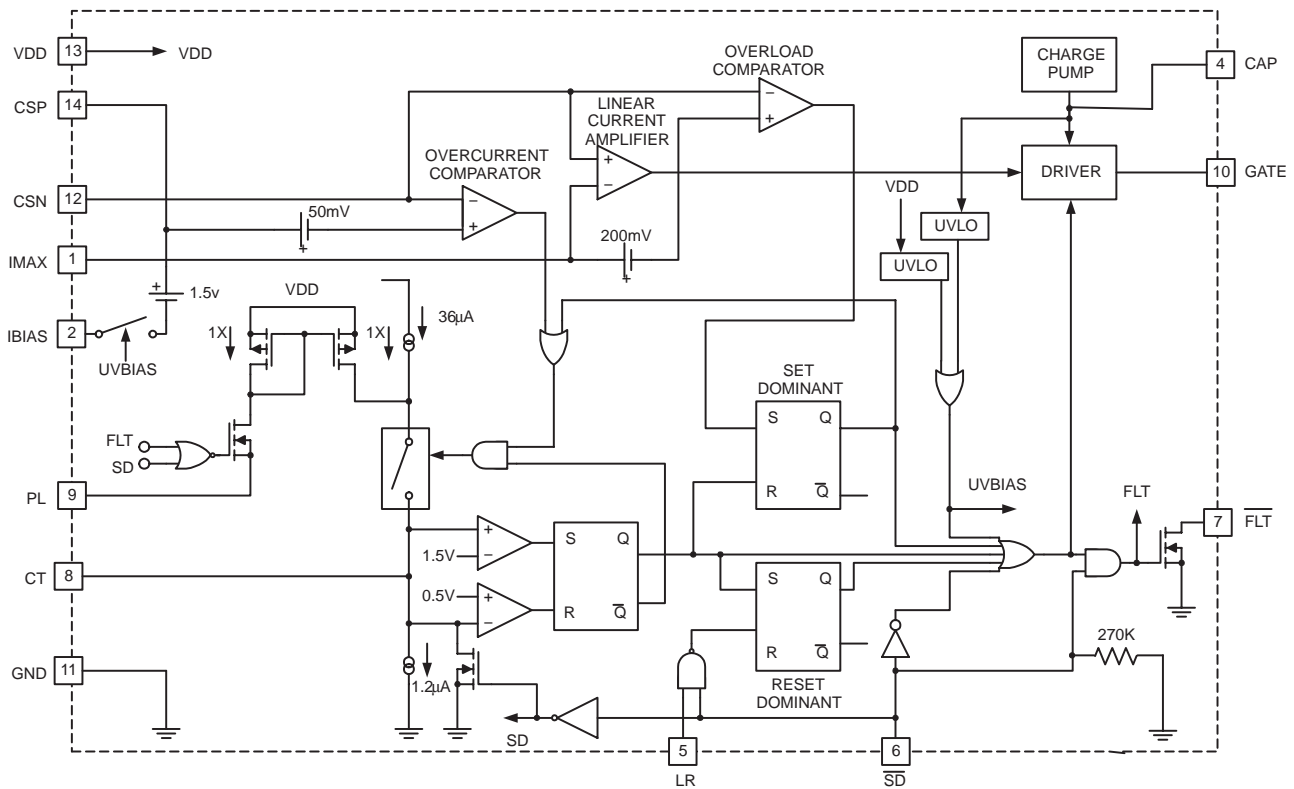 VDD 13 VDD
CSP 14
CSN 12
IMAX 1
IBIAS 2
PL 9
CT 8
GND 11
OVERLOAD
COMPARATOR
CHARGE
PUMP
4 CAP
LINEAR
CURRENT
AMPLIFIER
OVERCURRENT
COMPARATOR
DRIVER
10 GATE
VDD
50mV
+
200mV
+
UVLO
UVLO
+
1.5v
VDD
1X
1X
36µA
UVBIAS
SET
DOMINANT
S Q
R Q̅
FLT
SD
UVBIAS
FLT
7 F̅L̅T̅
−
+
+
−
−
+
+
−
1.5V
S Q
R Q̅
0.5V
+
−
S Q
R Q̅
RESET
DOMINANT
270K
1.2µA
SD
5
LR
6
S̅D̅